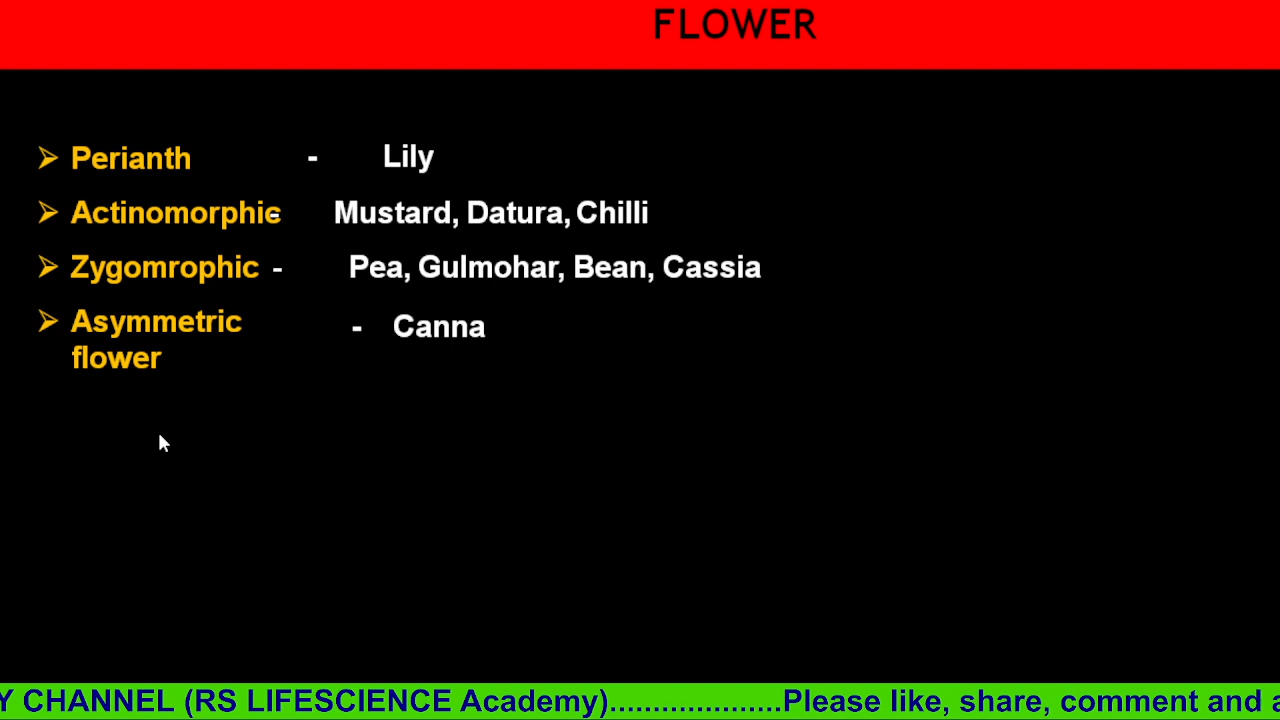 FLOWER
Perianth - Lily
Actinomorphic - Mustard, Datura, Chilli
Zygomrophic - Pea, Gulmohar, Bean, Cassia
Asymmetric flower - Canna
Y CHANNEL (RS LIFESCIENCE Academy)....................Please like, share, comment and a